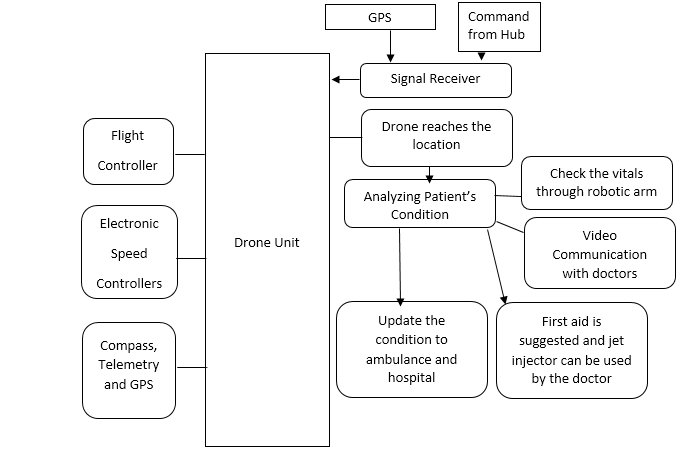 GPS
Command
from Hub
Signal Receiver
Drone reaches the
location
Flight
Controller
Check the vitals
through robotic arm
Analyzing Patient's
Condition
Electronic
Speed
Controllers
Drone Unit
Video
Communication
with doctors
Update the
condition to
ambulance and
hospital
First aid is
suggested and jet
injector can be used
by the doctor
Compass,
Telemetry
and GPS